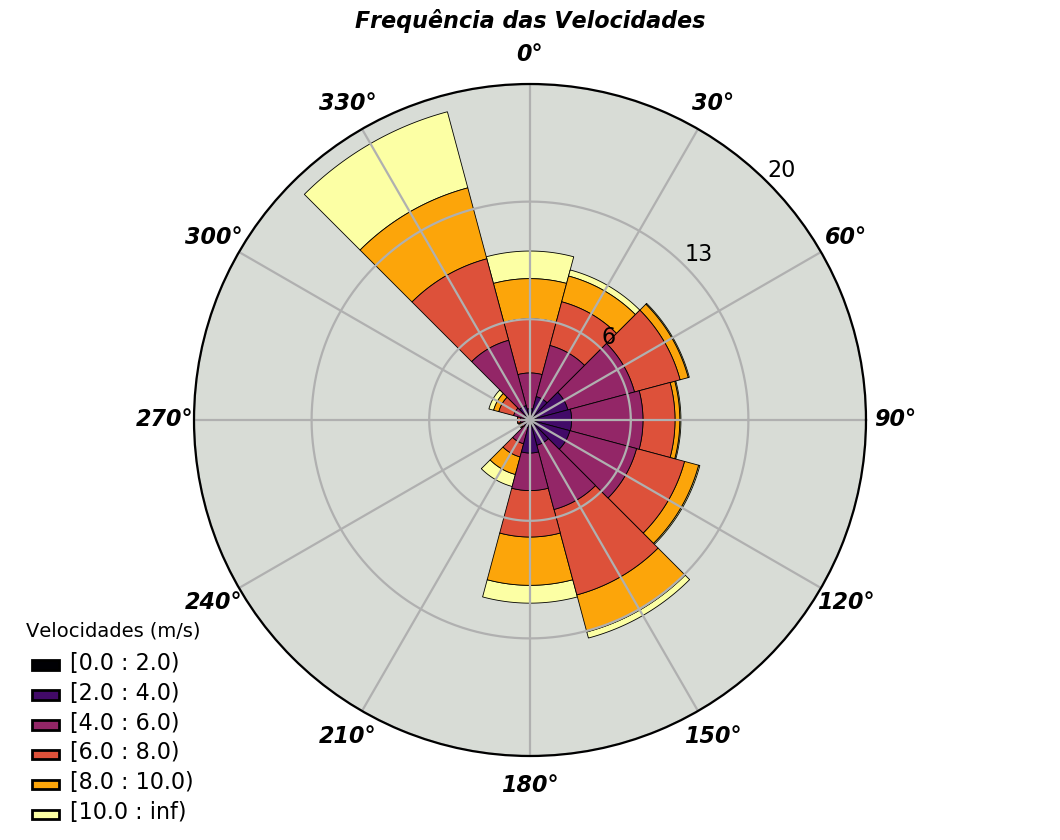 Frequência das Velocidades
0°
330°
30°
20
300°
60°
13
6
270°
90°
240°
120°
210°
150°
180°
Velocidades (m/s)
[0.0 : 2.0)
[2.0 : 4.0)
[4.0 : 6.0)
[6.0 : 8.0)
[8.0 : 10.0)
[10.0 : inf)